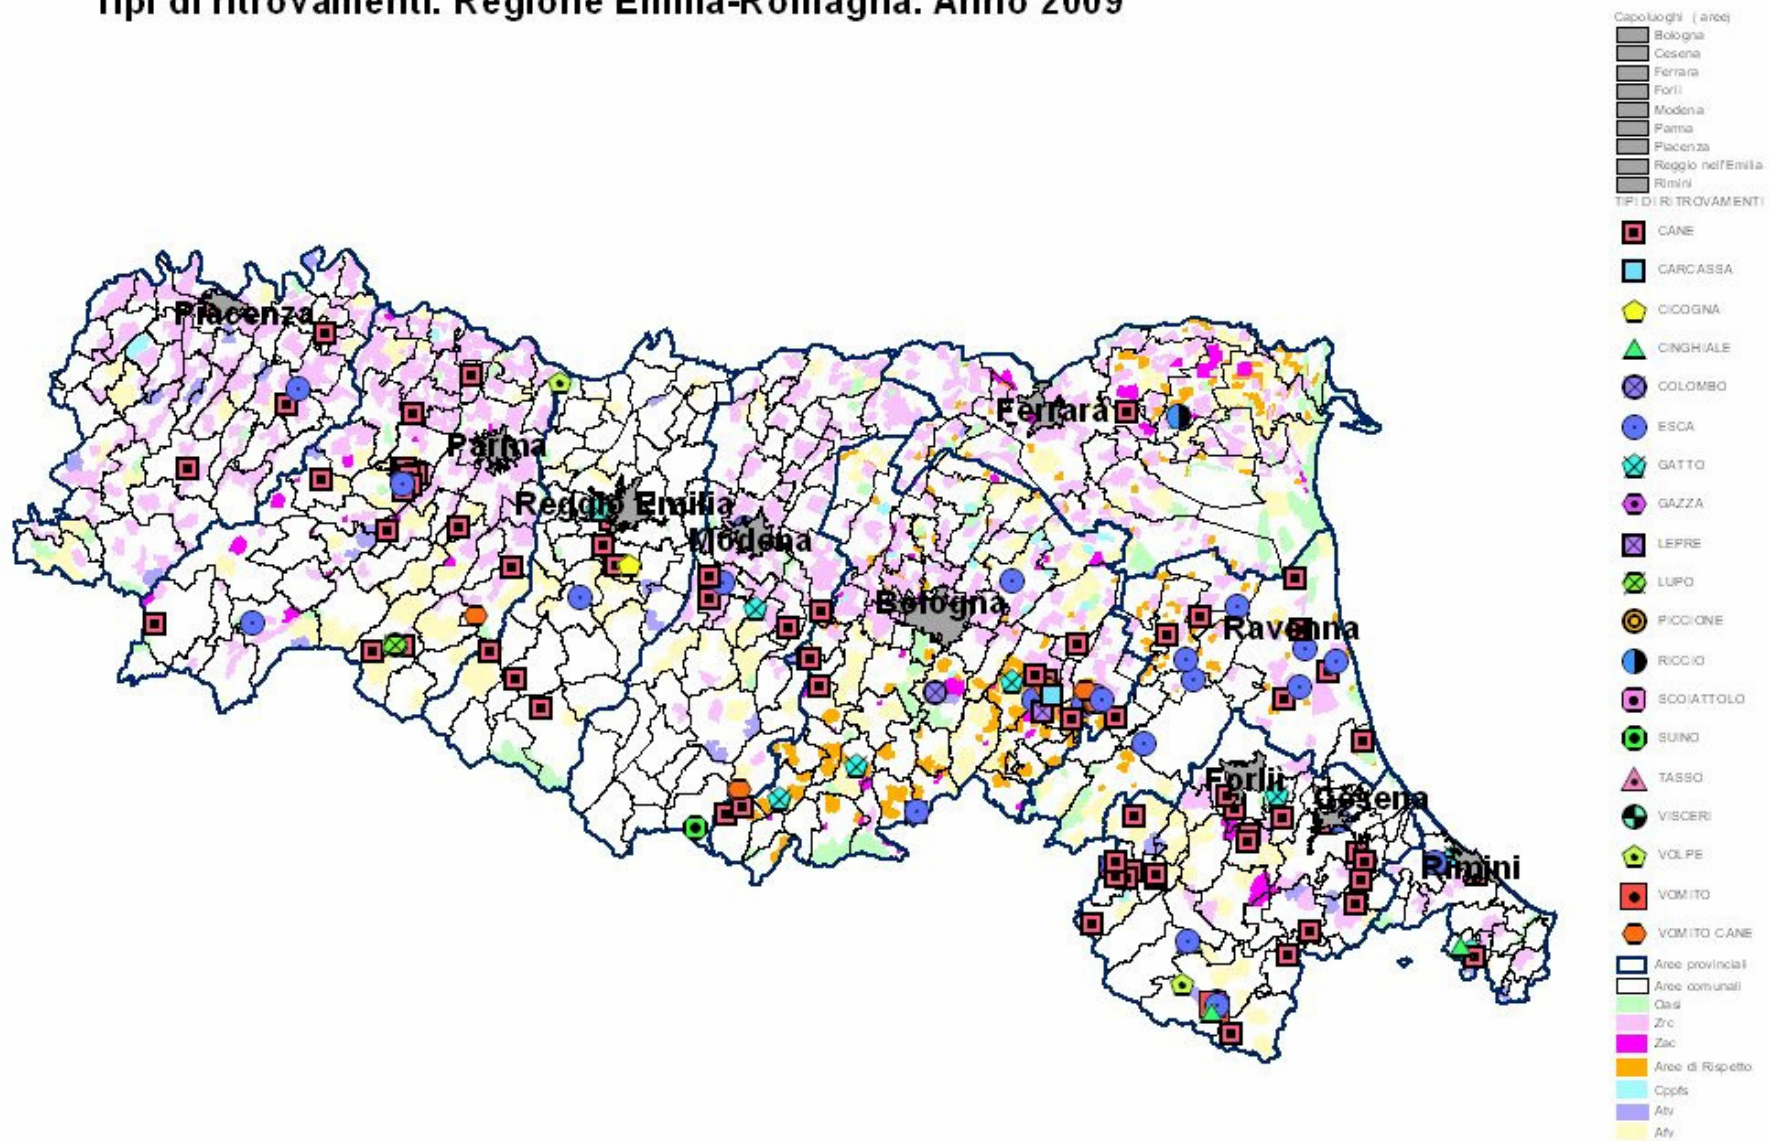 Tipi di ritrovamenti. Regione Emilia-Romagna. Anno 2009
Capoluoghi (aree)
Bologna
Cesena
Ferrara
Forli
Modena
Parma
Piacenza
Reggio nell'Emilia
Rimini
TIPI DI RITROVAMENTI
CANE
CARCASSA
CICOGNA
CINGHIALE
COLOMBO
ESCA
GATTO
GAZZA
LEPRE
LUPO
PICCIONE
RICCIO
SCOIATTOLO
SUINO
TASSO
VISCERI
VOLPE
VOMITO
VOMITO CANE
Aree provinciali
Aree comunali
Oasi
Zrc
Zac
Aree di Rispetto
Cppfs
Atv
Afv
Piacenza
Parma
Reggio Emilia
Modena
Ferrara
Bologna
Ravenna
Forlì
Cesena
Rimini